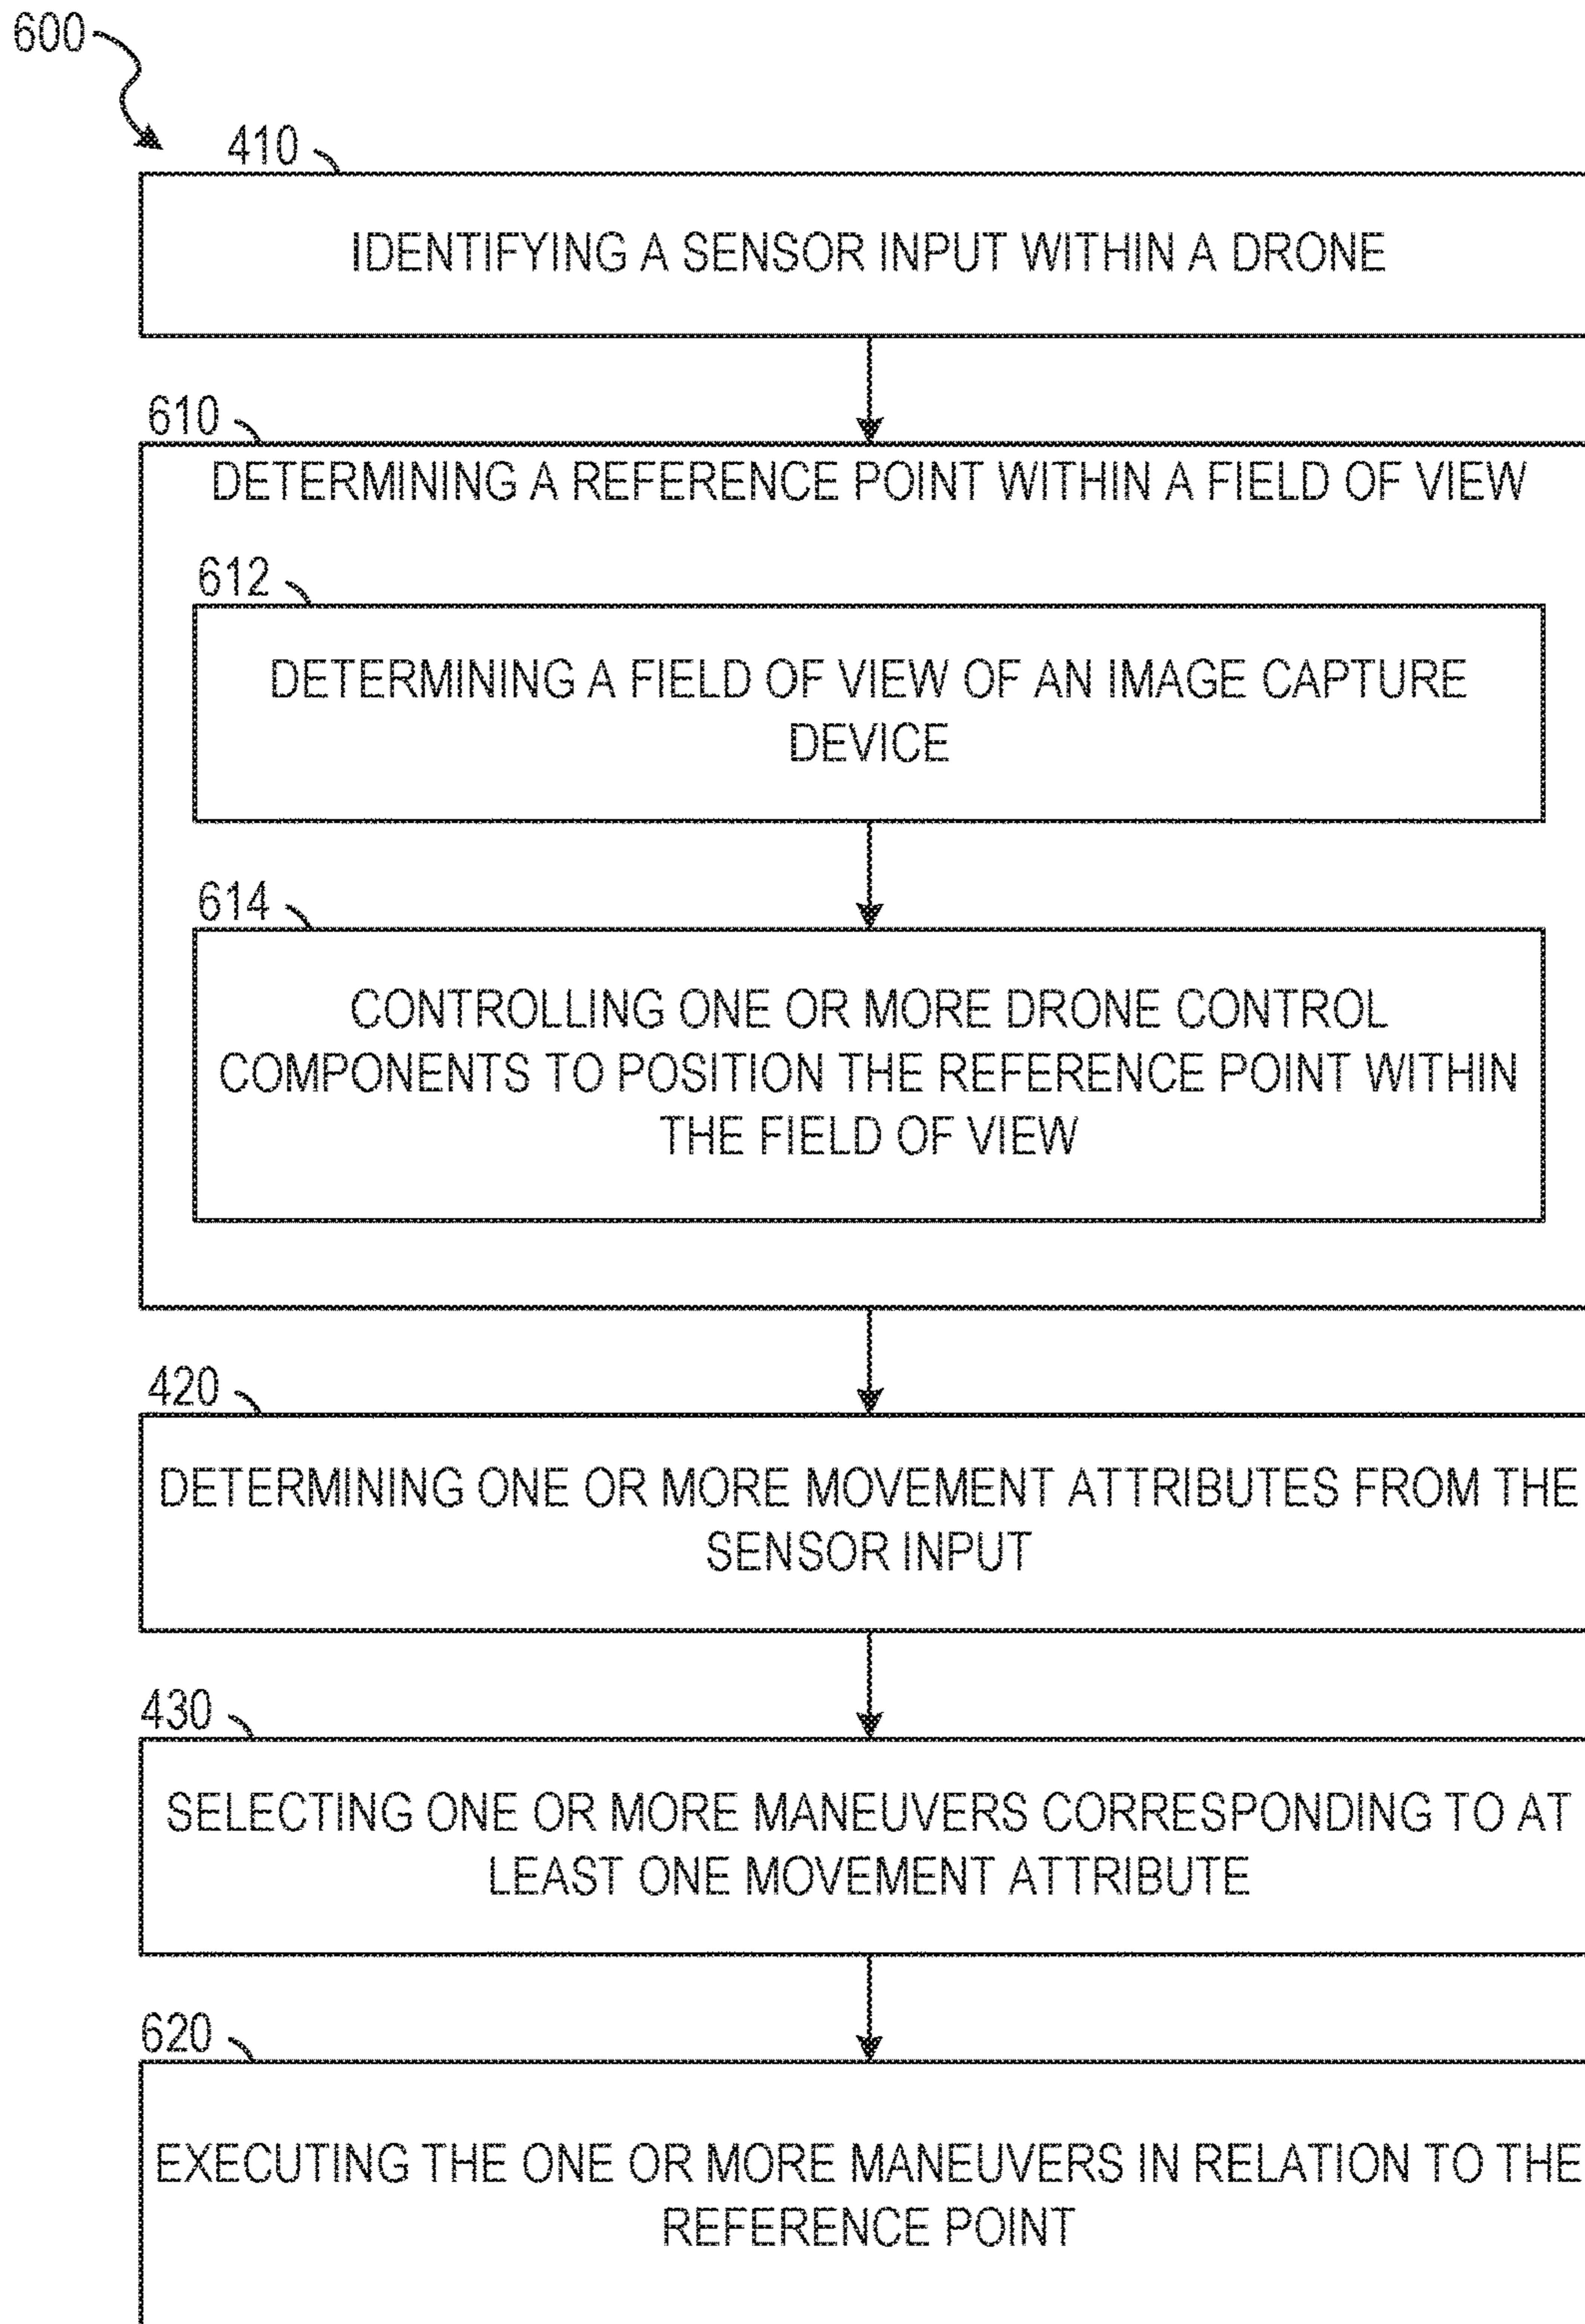 600
410
IDENTIFYING A SENSOR INPUT WITHIN A DRONE
610
DETERMINING A REFERENCE POINT WITHIN A FIELD OF VIEW
612
DETERMINING A FIELD OF VIEW OF AN IMAGE CAPTURE
DEVICE
614
CONTROLLING ONE OR MORE DRONE CONTROL
COMPONENTS TO POSITION THE REFERENCE POINT WITHIN
THE FIELD OF VIEW
420
DETERMINING ONE OR MORE MOVEMENT ATTRIBUTES FROM THE
SENSOR INPUT
430
SELECTING ONE OR MORE MANEUVERS CORRESPONDING TO AT
LEAST ONE MOVEMENT ATTRIBUTE
620
EXECUTING THE ONE OR MORE MANEUVERS IN RELATION TO THE
REFERENCE POINT